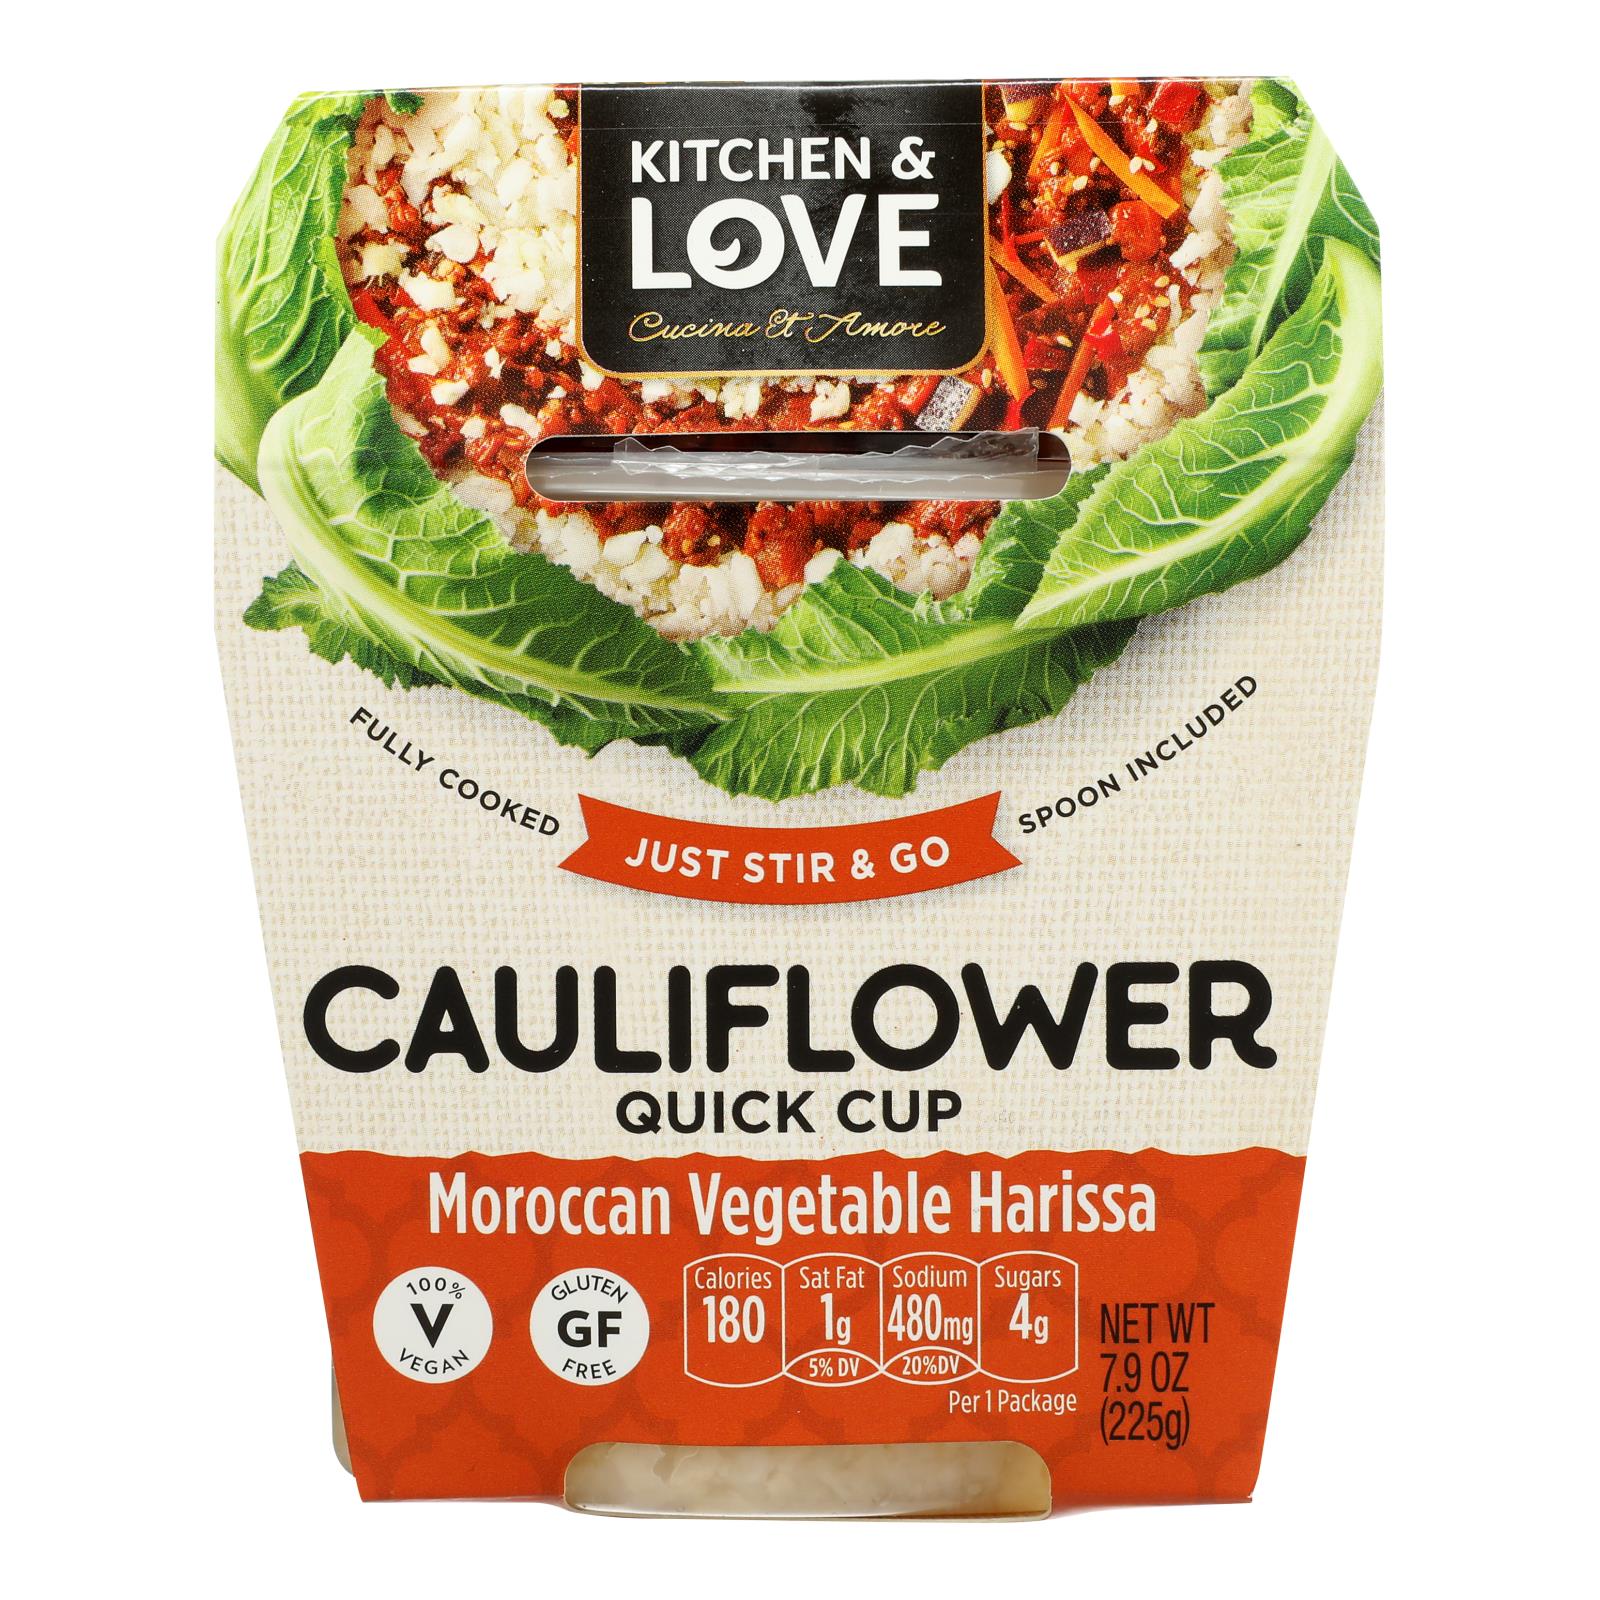 KITCHEN &
LOVE
Cucina Et Amore
FULLY COOKED
JUST STIR & GO
SPOON INCLUDED
CAULIFLOWER
QUICK CUP
Moroccan Vegetable Harissa
100%
V
VEGAN
GLUTEN
GF
FREE
Calories
180
Sat Fat
1g
5% DV
Sodium
480mg
20%DV
Sugars
4g
Per 1 Package
NET WT
7.9 OZ
(225g)